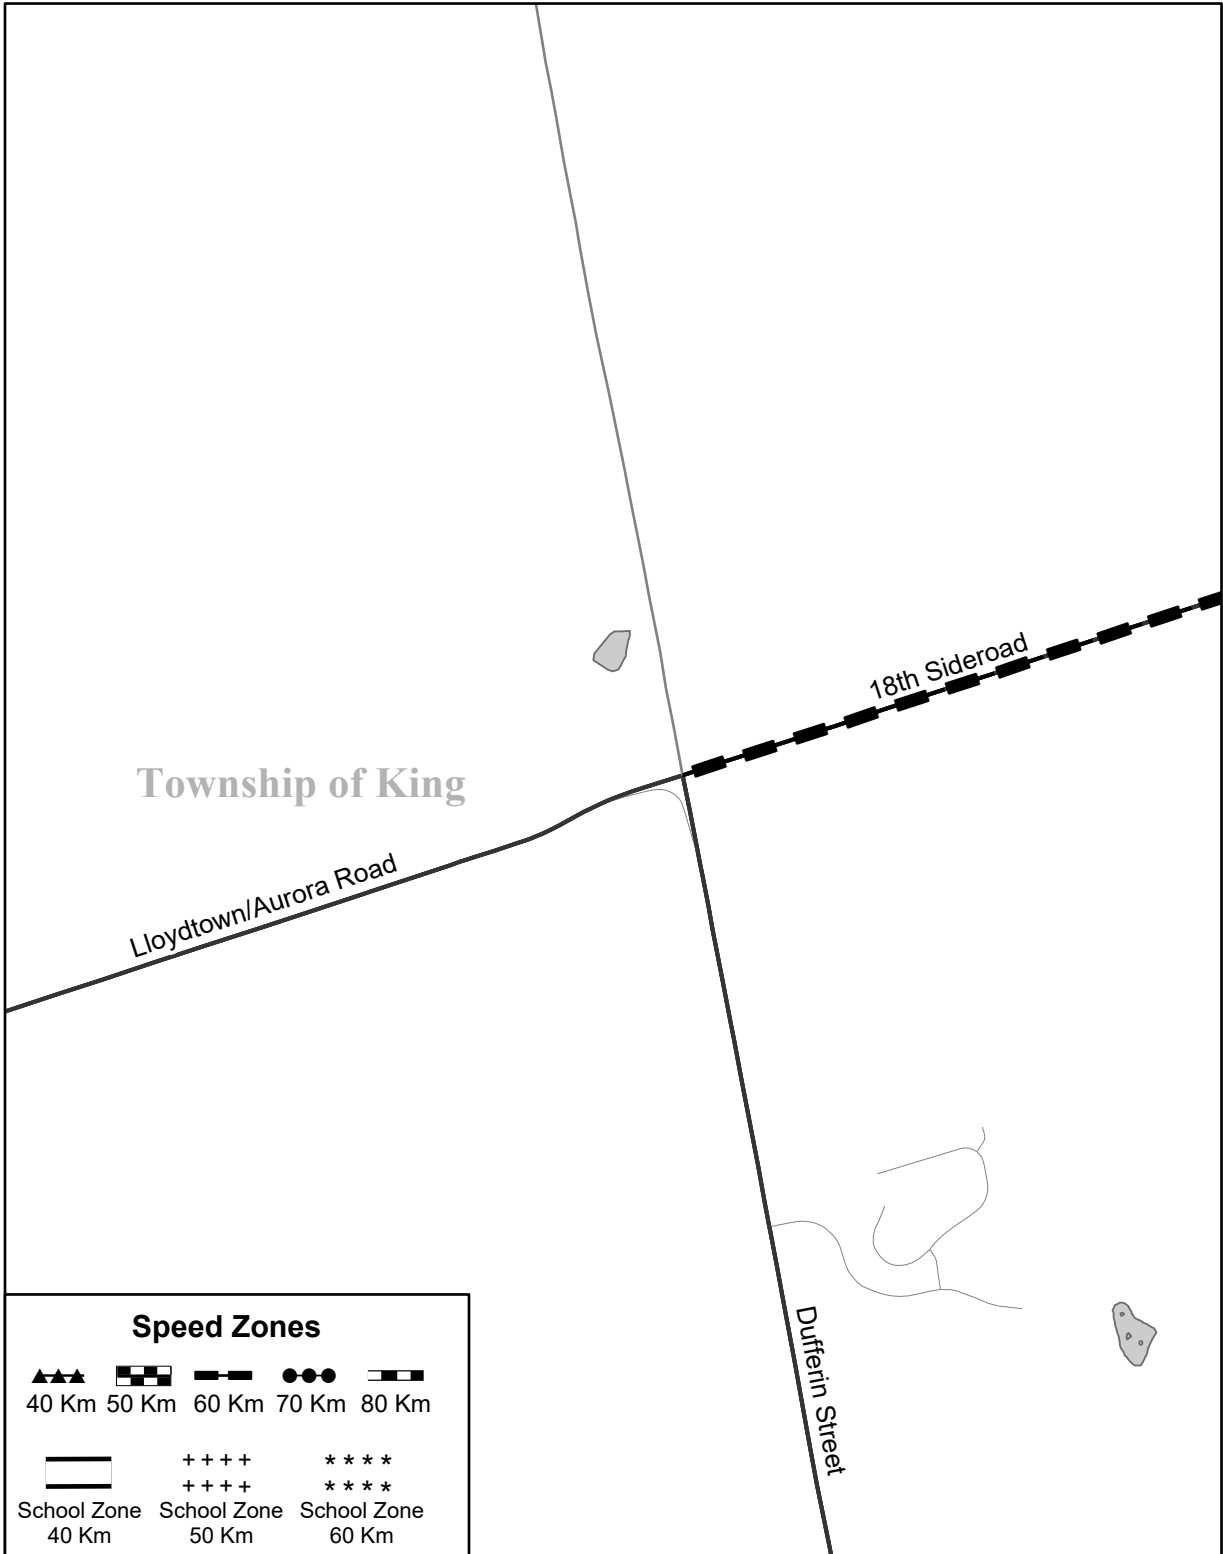 18th Sideroad
Township of King
Lloydtown/Aurora Road
Dufferin Street
Speed Zones
40 Km 50 Km 60 Km 70 Km 80 Km
+ + + + * * * *
+ + + + * * * *
School Zone School Zone School Zone
40 Km 50 Km 60 Km